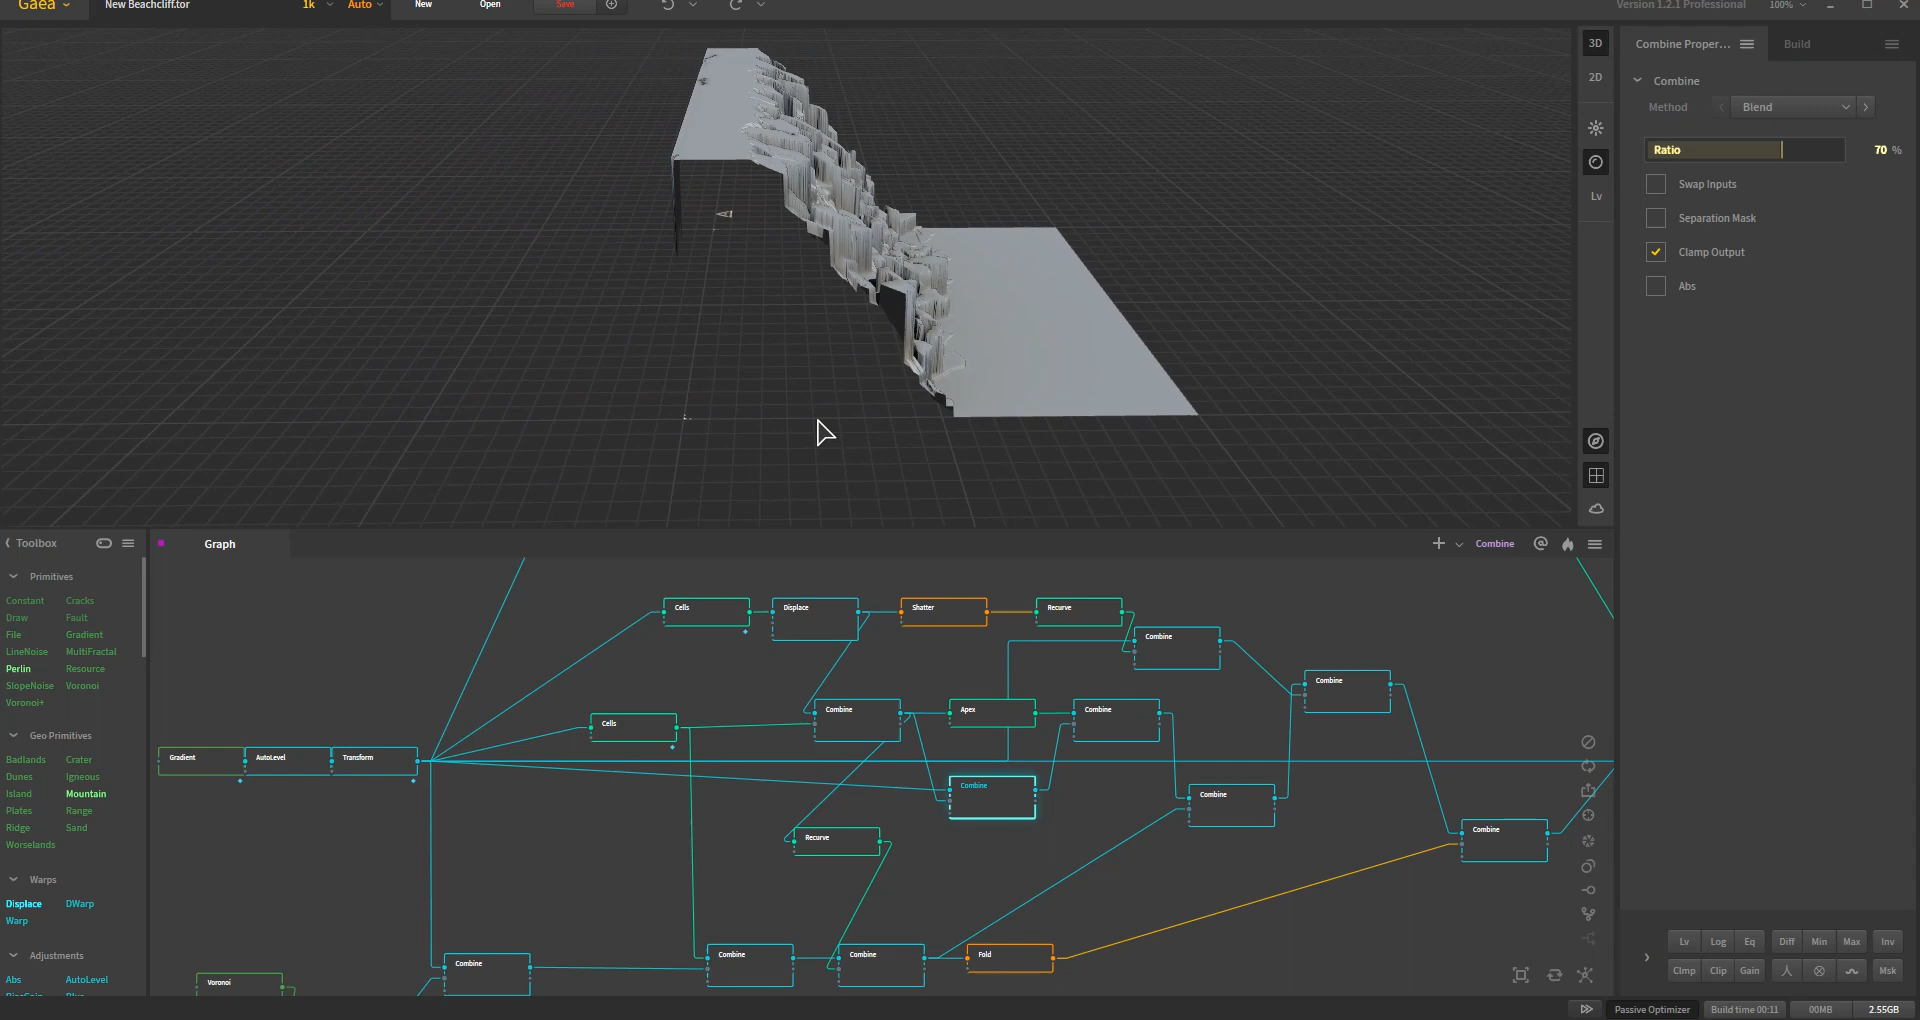 Gaea
New Beachcliff.tor
1k
Auto
New
Open
Save
Version 1.2.1 Professional
100%
3D
2D
Lv
Combine Proper...
Build
Combine
Method
Blend
Ratio
70 %
Swap Inputs
Separation Mask
Clamp Output
Abs
Toolbox
Graph
Combine
Primitives
Constant Cracks
Draw Fault
File Gradient
LineNoise MultiFractal
Perlin Resource
SlopeNoise Voronoi
Voronoi+
Geo Primitives
Badlands Crater
Dunes Igneous
Island Mountain
Plates Range
Ridge Sand
Worselands
Warps
Displace DWarp
Warp
Adjustments
Abs AutoLevel
Cells
Displace
Shatter
Recurve
Combine
Combine
Combine
Apex
Combine
Cells
Gradient
AutoLevel
Transform
Combine
Combine
Combine
Recurve
Combine
Combine
Combine
Fold
Voronoi
Lv Log Eq Diff Min Max Inv
Clmp Clip Gain Msk
Passive Optimizer
Build time 00:11
00MB
2.55GB